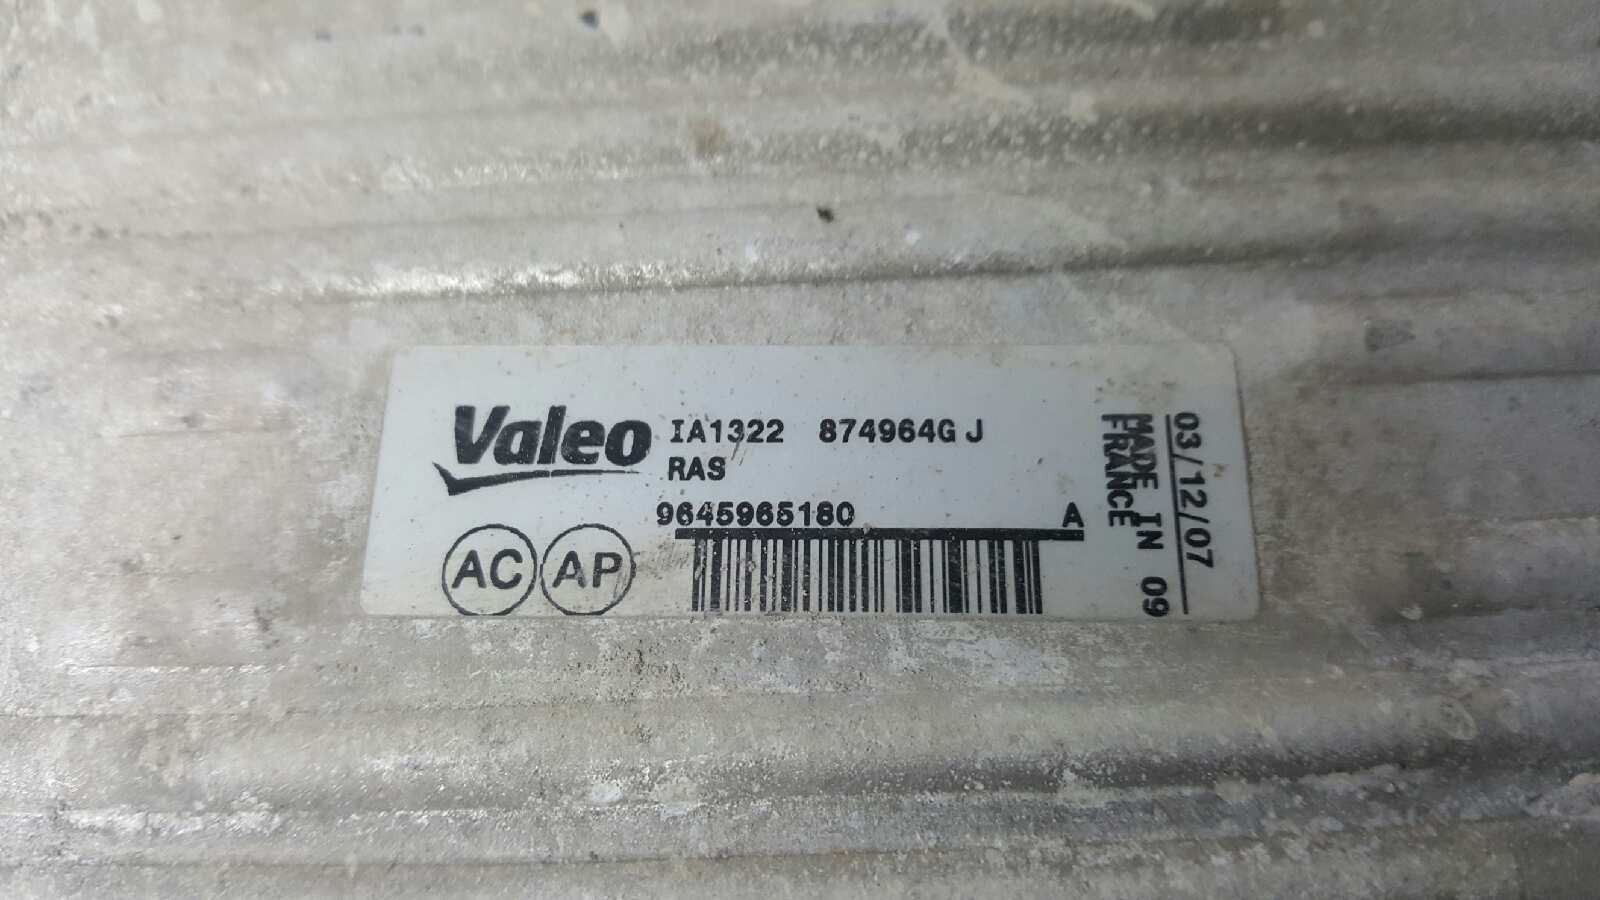 Valeo IA1322 874964G J
RAS
9645965180 A
AC AP
03/12/07
MADE IN 09
FRANCE